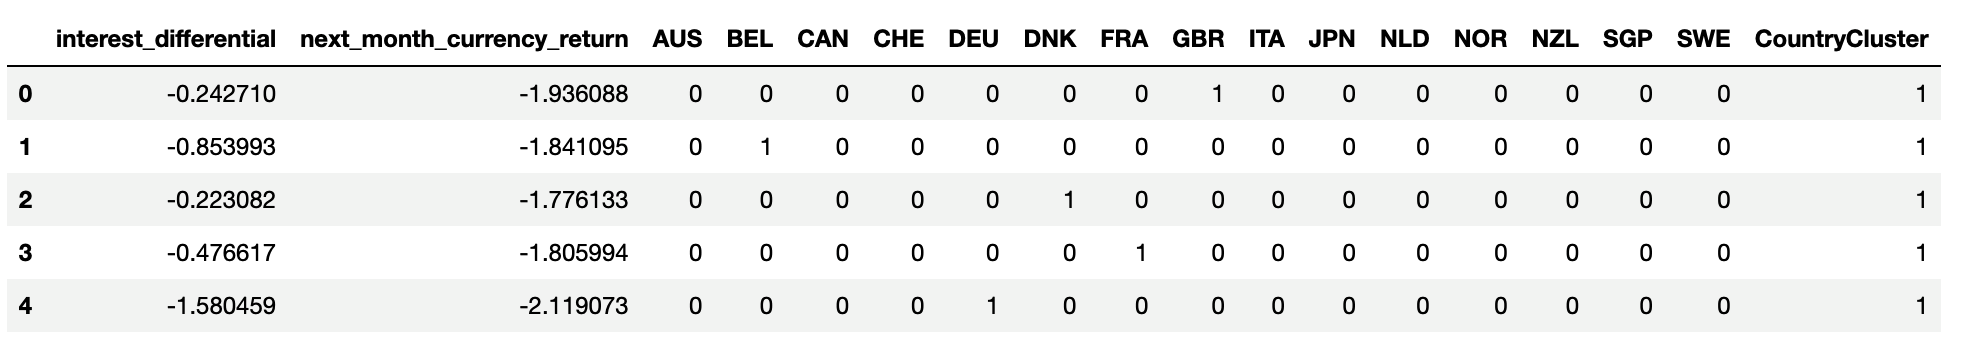 interest_differential next_month_currency_return AUS BEL CAN CHE DEU DNK FRA GBR ITA JPN NLD NOR NZL SGP SWE CountryCluster
0 -0.242710 -1.936088 0 0 0 0 0 0 0 1 0 0 0 0 0 0 0 1
1 -0.853993 -1.841095 0 1 0 0 0 0 0 0 0 0 0 0 0 0 0 1
2 -0.223082 -1.776133 0 0 0 0 0 1 0 0 0 0 0 0 0 0 0 1
3 -0.476617 -1.805994 0 0 0 0 0 0 1 0 0 0 0 0 0 0 0 1
4 -1.580459 -2.119073 0 0 0 0 1 0 0 0 0 0 0 0 0 0 0 1